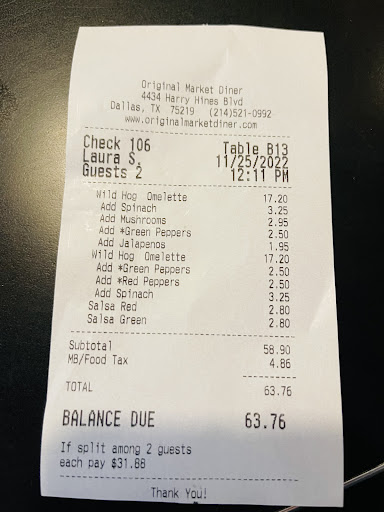 Original Market Diner
4434 Harry Hines Blvd
Dallas, TX 75219 (214)521-0992
www.originalmarketdiner.com
Check 106 Table B13
Laura S. 11/25/2022
Guests 2 12:11 PM
Wild Hog Omelette 17.20
Add Spinach 3.25
Add Mushrooms 2.95
Add *Green Peppers 2.50
Add Jalapenos 1.95
Wild Hog Omelette 17.20
Add *Green Peppers 2.50
Add *Red Peppers 2.50
Add Spinach 3.25
Salsa Red 2.80
Salsa Green 2.80
Subtotal 58.90
MB/Food Tax 4.86
TOTAL 63.76
BALANCE DUE 63.76
If split among 2 guests
each pay $31.88
Thank You!